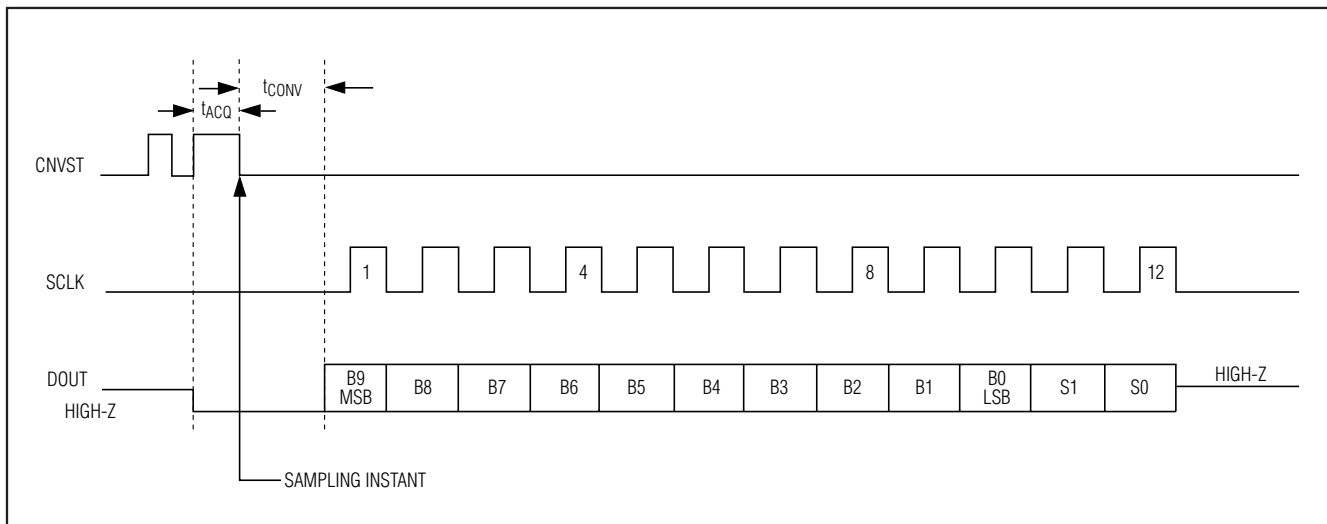 tCONV
tACQ
CNVST
SCLK
1
4
8
12
DOUT
HIGH-Z
B9
MSB
B8
B7
B6
B5
B4
B3
B2
B1
B0
LSB
S1
S0
HIGH-Z
SAMPLING INSTANT